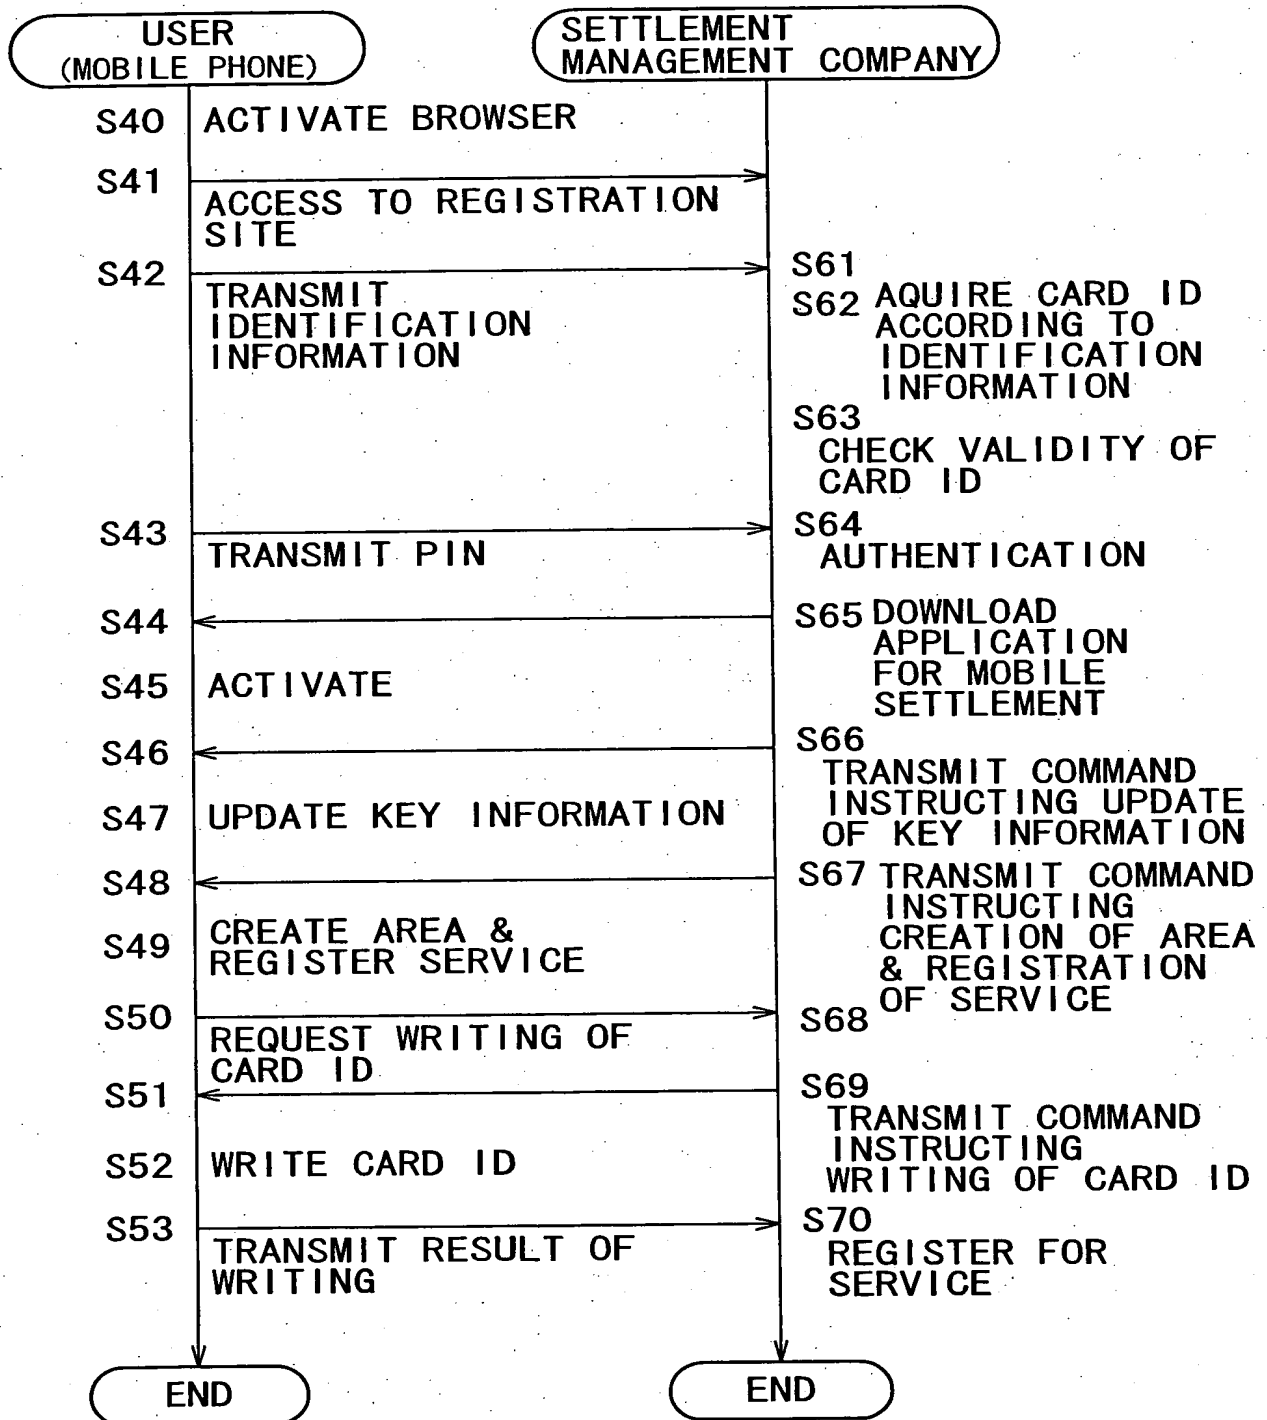 USER
(MOBILE PHONE)
SETTLEMENT
MANAGEMENT COMPANY
S40 ACTIVATE BROWSER
S41
ACCESS TO REGISTRATION
SITE
S42
TRANSMIT
IDENTIFICATION
INFORMATION
S61
S62 AQUIRE CARD ID
ACCORDING TO
IDENTIFICATION
INFORMATION
S63
CHECK VALIDITY OF
CARD ID
S43
TRANSMIT PIN
S64
AUTHENTICATION
S44
S65 DOWNLOAD
APPLICATION
FOR MOBILE
SETTLEMENT
S45 ACTIVATE
S46
S66
TRANSMIT COMMAND
INSTRUCTING UPDATE
OF KEY INFORMATION
S47 UPDATE KEY INFORMATION
S48
S67 TRANSMIT COMMAND
INSTRUCTING
CREATION OF AREA
& REGISTRATION
OF SERVICE
S49 CREATE AREA &
REGISTER SERVICE
S50
REQUEST WRITING OF
CARD ID
S68
S51
S69
TRANSMIT COMMAND
INSTRUCTING
WRITING OF CARD ID
S52 WRITE CARD ID
S53
TRANSMIT RESULT OF
WRITING
S70
REGISTER FOR
SERVICE
END
END